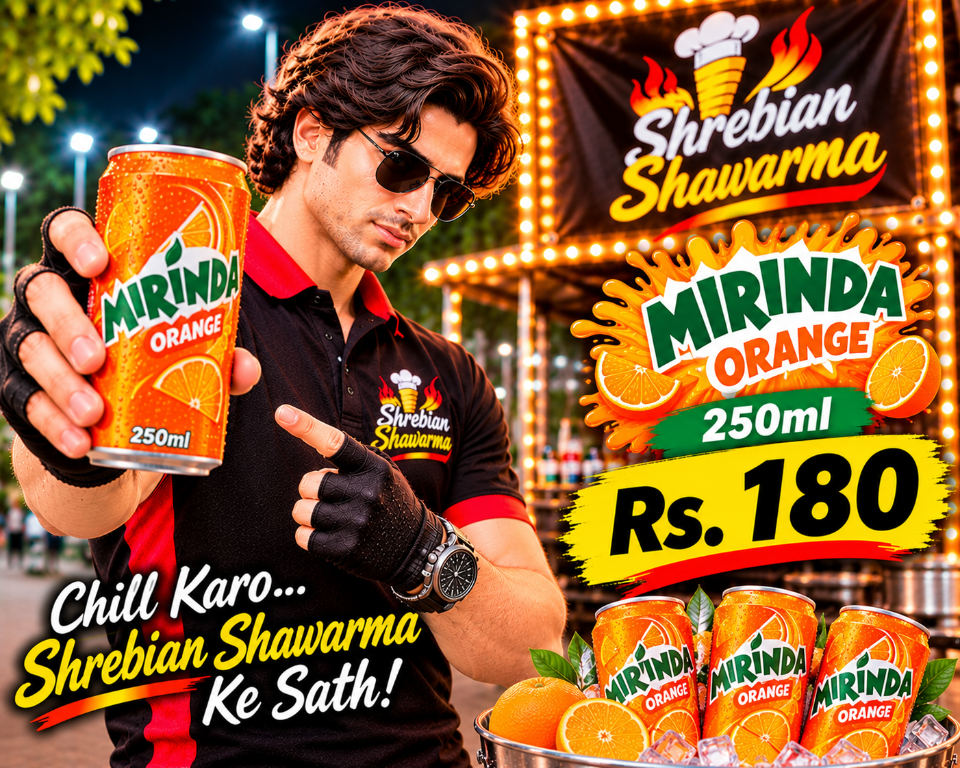 Shrebian
Shawarma
MIRINDA
ORANGE
250ml
Rs. 180
MIRINDA
ORANGE
250ml
Shrebian
Shawarma
Chill Karo...
Shrebian Shawarma
Ke Sath!
MIRINDA
ORANGE
MIRINDA
ORANGE
MIRINDA
ORANGE